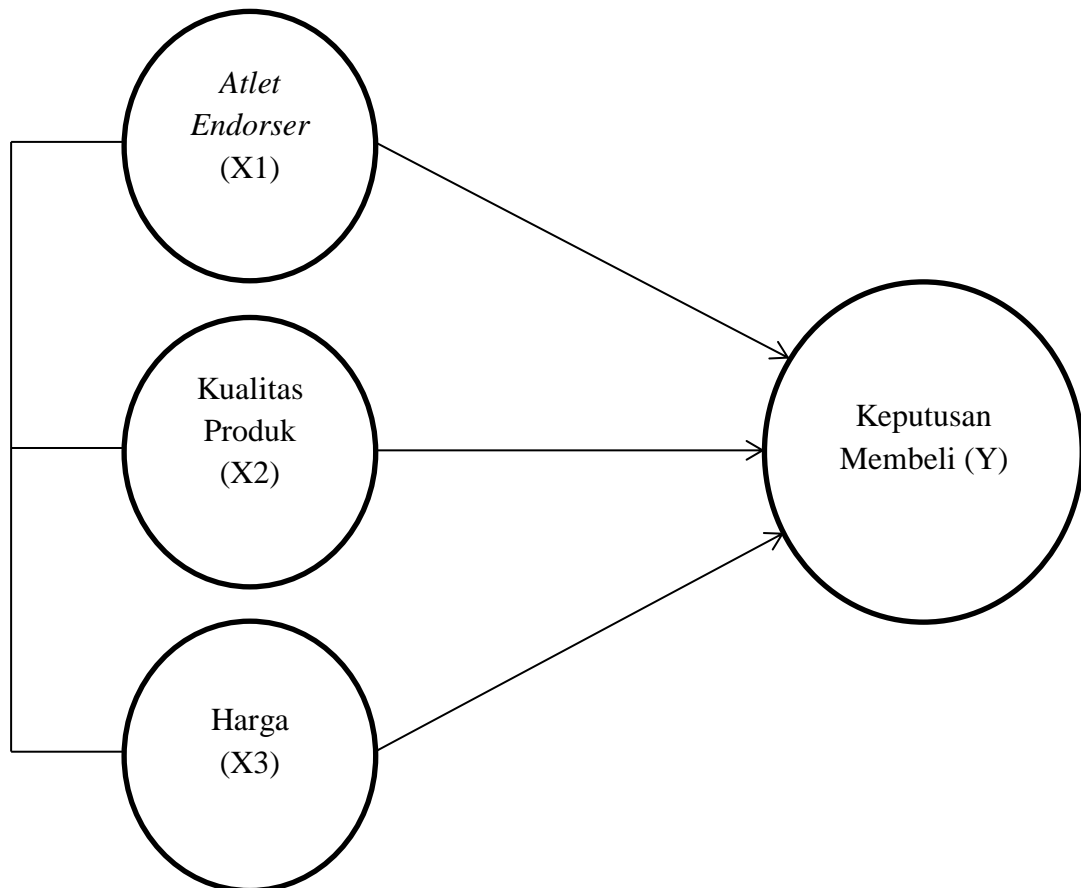 Atlet
Endorser
(X1)
Kualitas
Produk
(X2)
Keputusan
Membeli (Y)
Harga
(X3)